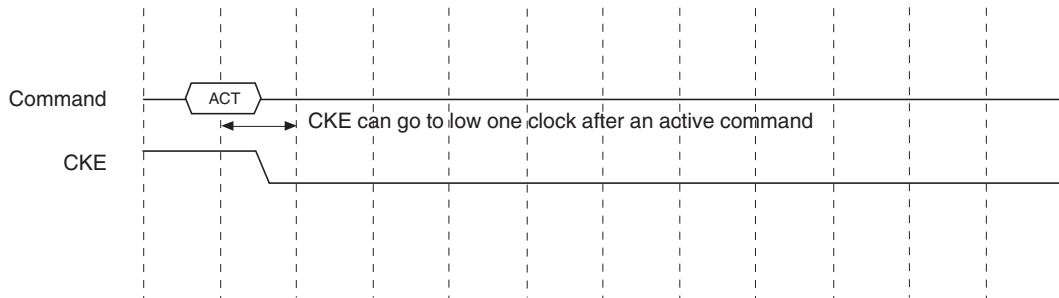 Command
ACT
CKE can go to low one clock after an active command
CKE